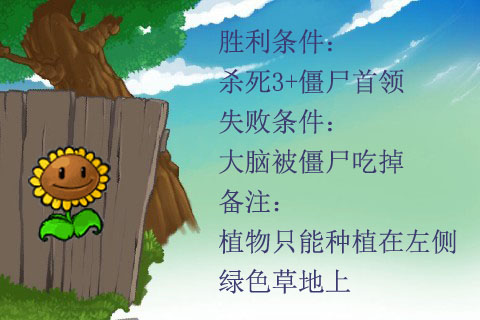 胜利条件：
杀死3+僵尸首领
失败条件：
大脑被僵尸吃掉
备注：
植物只能种植在左侧
绿色草地上